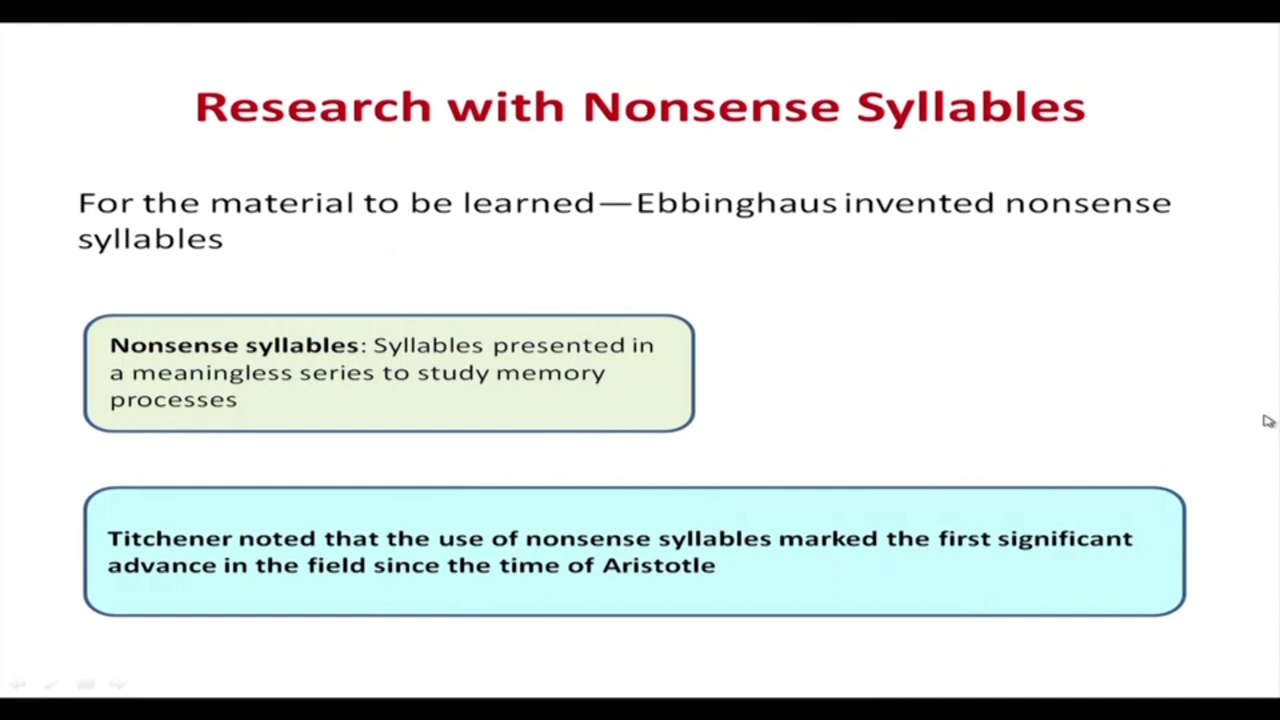 Research with Nonsense Syllables
For the material to be learned—Ebbinghaus invented nonsense
syllables
Nonsense syllables: Syllables presented in
a meaningless series to study memory
processes
Titchener noted that the use of nonsense syllables marked the first significant
advance in the field since the time of Aristotle